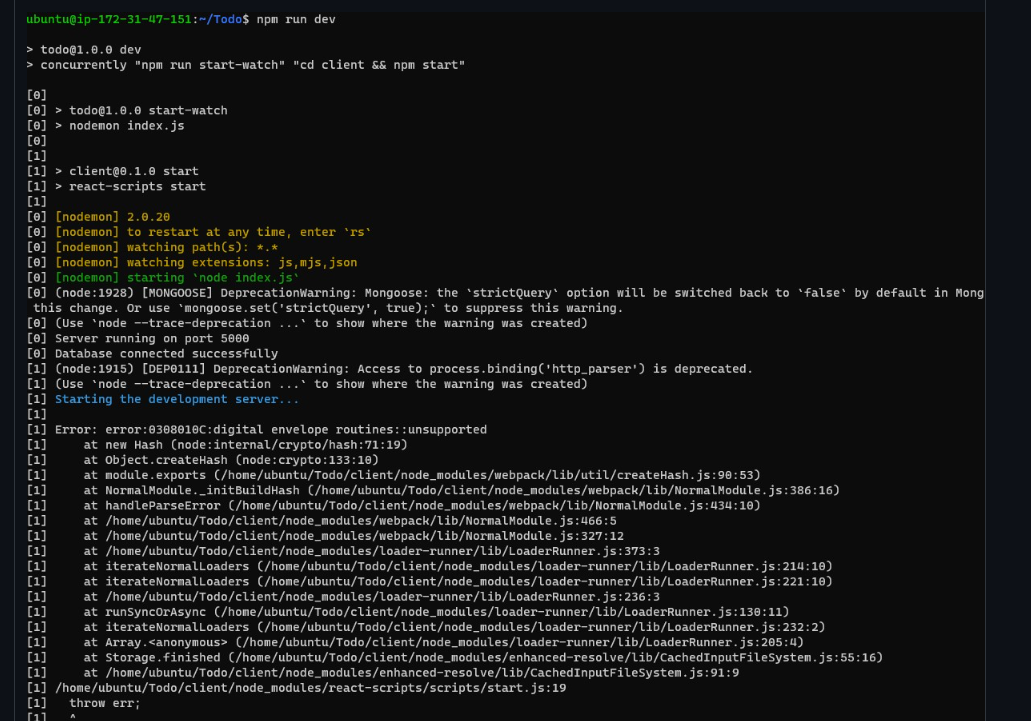 ubuntu@ip-172-31-47-151:~/Todo$ npm run dev
> todo@1.0.0 dev
> concurrently "npm run start-watch" "cd client && npm start"
[0]
[0] > todo@1.0.0 start-watch
[0] > nodemon index.js
[0]
[1]
[1] > client@0.1.0 start
[1] > react-scripts start
[1]
[0] [nodemon] 2.0.20
[0] [nodemon] to restart at any time, enter `rs`
[0] [nodemon] watching path(s): *.*
[0] [nodemon] watching extensions: js,mjs,json
[0] [nodemon] starting `node index.js`
[0] (node:1928) [MONGOOSE] DeprecationWarning: Mongoose: the `strictQuery` option will be switched back to `false` by default in Mong
this change. Or use `mongoose.set('strictQuery', true);` to suppress this warning.
[0] (Use `node --trace-deprecation ...` to show where the warning was created)
[0] Server running on port 5000
[0] Database connected successfully
[1] (node:1915) [DEP0111] DeprecationWarning: Access to process.binding('http_parser') is deprecated.
[1] (Use `node --trace-deprecation ...` to show where the warning was created)
[1] Starting the development server...
[1]
[1] Error: error:0308010C:digital envelope routines::unsupported
[1]     at new Hash (node:internal/crypto/hash:71:19)
[1]     at Object.createHash (node:crypto:133:10)
[1]     at module.exports (/home/ubuntu/Todo/client/node_modules/webpack/lib/util/createHash.js:90:53)
[1]     at NormalModule._initBuildHash (/home/ubuntu/Todo/client/node_modules/webpack/lib/NormalModule.js:386:16)
[1]     at handleParseError (/home/ubuntu/Todo/client/node_modules/webpack/lib/NormalModule.js:434:10)
[1]     at /home/ubuntu/Todo/client/node_modules/webpack/lib/NormalModule.js:466:5
[1]     at /home/ubuntu/Todo/client/node_modules/webpack/lib/NormalModule.js:327:12
[1]     at /home/ubuntu/Todo/client/node_modules/loader-runner/lib/LoaderRunner.js:373:3
[1]     at iterateNormalLoaders (/home/ubuntu/Todo/client/node_modules/loader-runner/lib/LoaderRunner.js:214:10)
[1]     at iterateNormalLoaders (/home/ubuntu/Todo/client/node_modules/loader-runner/lib/LoaderRunner.js:221:10)
[1]     at /home/ubuntu/Todo/client/node_modules/loader-runner/lib/LoaderRunner.js:236:3
[1]     at runSyncOrAsync (/home/ubuntu/Todo/client/node_modules/loader-runner/lib/LoaderRunner.js:130:11)
[1]     at iterateNormalLoaders (/home/ubuntu/Todo/client/node_modules/loader-runner/lib/LoaderRunner.js:232:2)
[1]     at Array.<anonymous> (/home/ubuntu/Todo/client/node_modules/loader-runner/lib/LoaderRunner.js:205:4)
[1]     at Storage.finished (/home/ubuntu/Todo/client/node_modules/enhanced-resolve/lib/CachedInputFileSystem.js:55:16)
[1]     at /home/ubuntu/Todo/client/node_modules/enhanced-resolve/lib/CachedInputFileSystem.js:91:9
[1] /home/ubuntu/Todo/client/node_modules/react-scripts/scripts/start.js:19
[1]   throw err;
[1]   ^